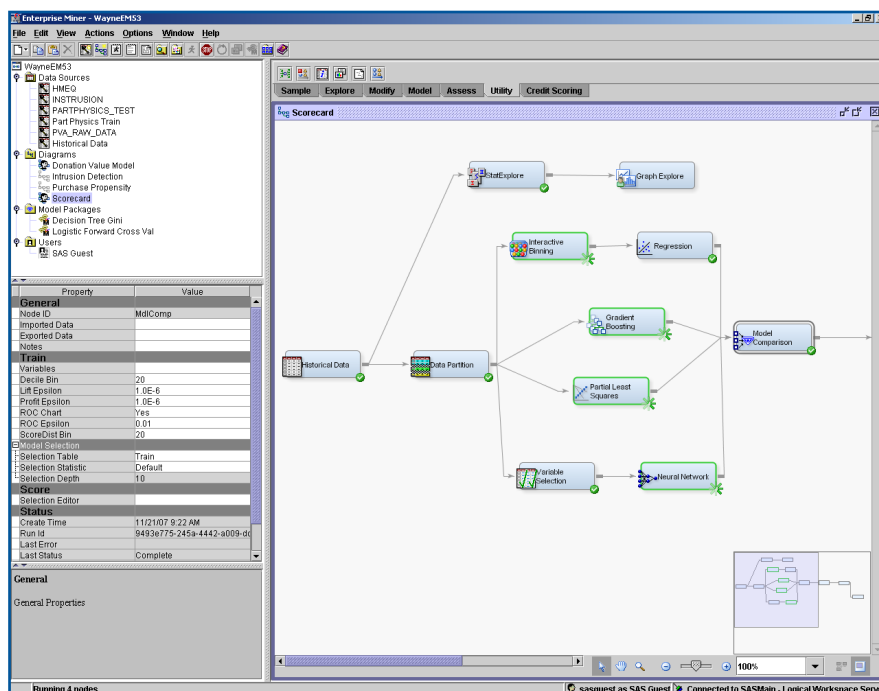 Enterprise Miner - WayneEM53
File Edit View Actions Options Window Help
WayneEM53
Data Sources
HMEQ
INSTRUSION
PARTPHYSICS_TEST
Part Physics Train
PVA_RAW_DATA
Historical Data
Diagrams
Donation Value Model
Intrusion Detection
Purchase Propensity
Scorecard
Model Packages
Decision Tree Gini
Logistic Forward Cross Val
Users
SAS Guest
Property Value
General
Node ID MdlComp
Imported Data
Exported Data
Notes
Train
Variables
Decile Bin 20
Lift Epsilon 1.0E-6
Profit Epsilon 1.0E-6
ROC Chart Yes
ROC Epsilon 0.01
ScoreDist Bin 20
Model Selection
Selection Table Train
Selection Statistic Default
Selection Depth 10
Score
Selection Editor
Status
Create Time 11/21/07 9:22 AM
Run Id 9493e775-245a-4442-a009-dc
Last Error
Last Status Complete
General
General Properties
Running 4 nodes
Sample Explore Modify Model Assess Utility Credit Scoring
Scorecard
StatExplore
Graph Explore
Interactive
Binning
Regression
Gradient
Boosting
Model
Comparison
Historical Data
Data Partition
Partial Least
Squares
Variable
Selection
Neural Network
100%
sasguest as SAS Guest Connected to SASMain - Logical Workspace Serv